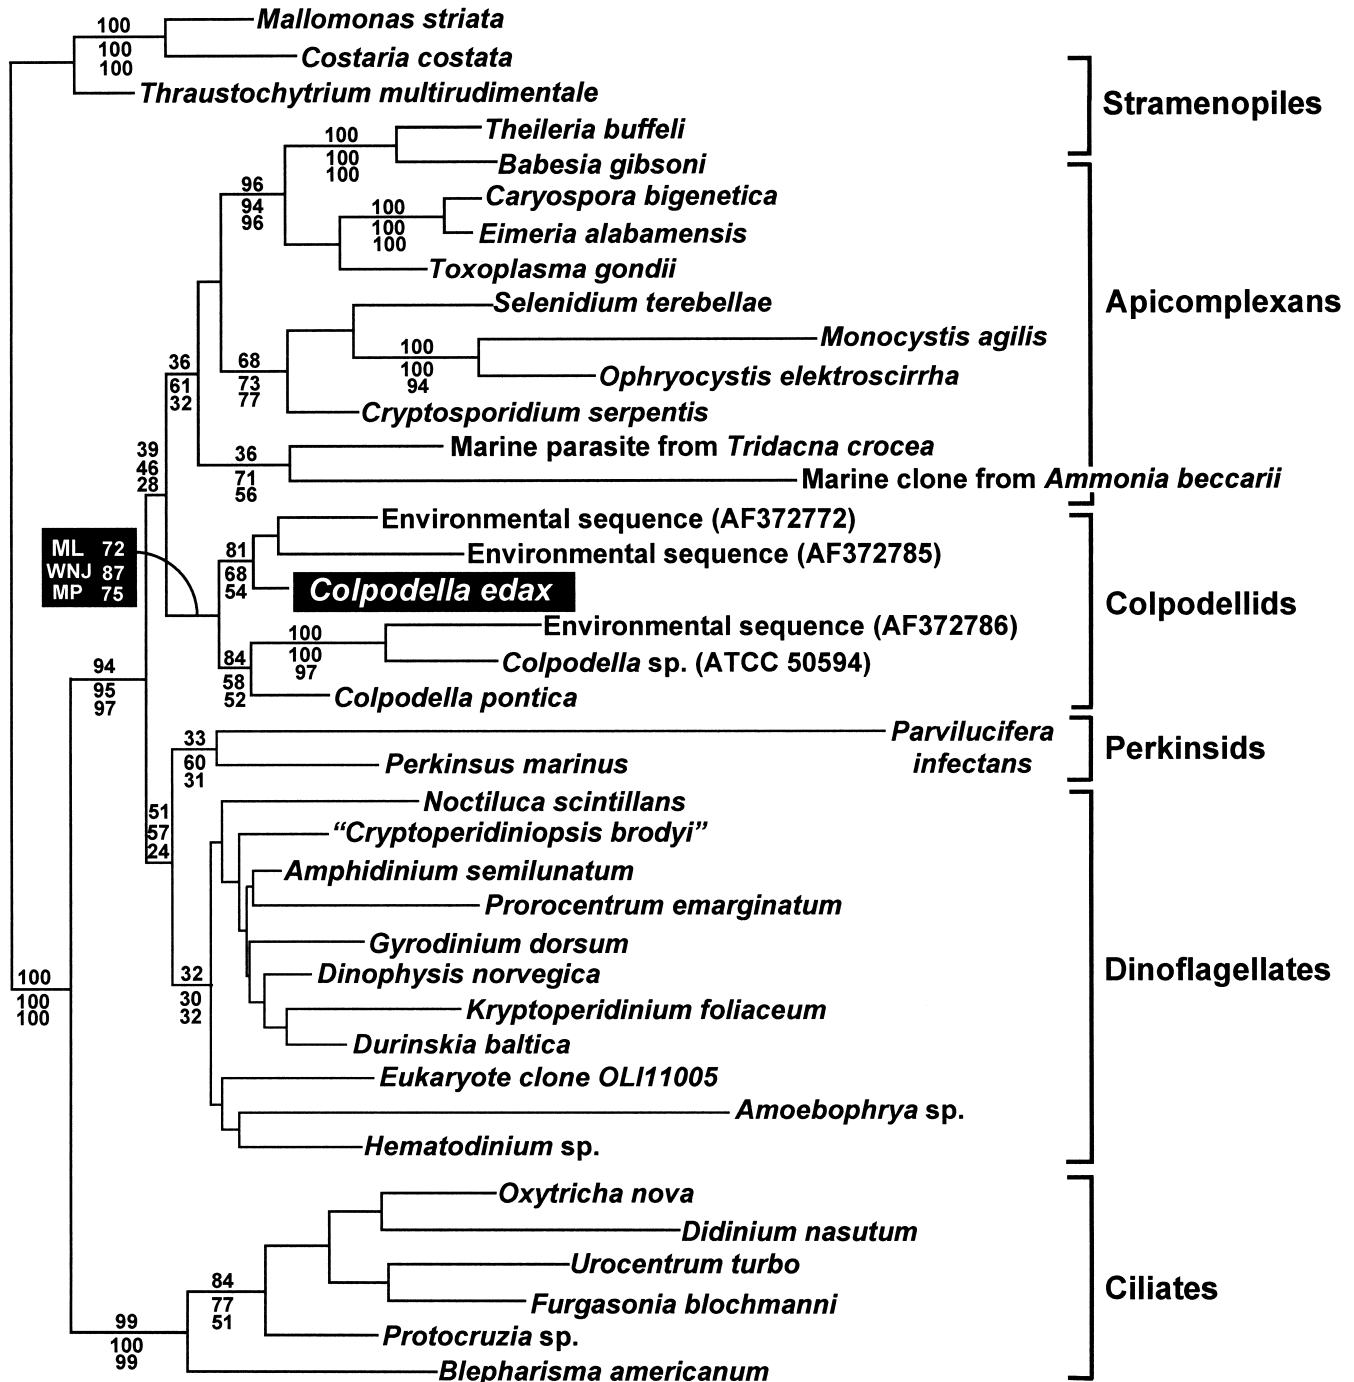 Mallomonas striata
100
100
100
Costaria costata
Thraustochytrium multirudimentale
Stramenopiles
Theileria buffeli
100
100
100
Babesia gibsoni
96
94
96
Caryospora bigenetica
100
100
100
Eimeria alabamensis
Toxoplasma gondii
Apicomplexans
Selenidium terebellae
Monocystis agilis
100
100
94
Ophryocystis elektroscirrha
68
73
77
36
61
32
Cryptosporidium serpentis
Marine parasite from Tridacna crocea
36
71
56
Marine clone from Ammonia beccarii
39
46
28
Environmental sequence (AF372772)
81
68
54
Environmental sequence (AF372785)
ML 72
WNJ 87
MP 75
Colpodella edax
Colpodellids
Environmental sequence (AF372786)
100
100
97
Colpodella sp. (ATCC 50594)
84
58
52
Colpodella pontica
94
95
97
Parvilucifera
infectans
33
60
31
Perkinsus marinus
Perkinsids
Noctiluca scintillans
51
57
24
“Cryptoperidiniopsis brodyi”
Amphidinium semilunatum
Prorocentrum emarginatum
Gyrodinium dorsum
Dinophysis norvegica
Dinoflagellates
32
30
32
100
100
100
Kryptoperidinium foliaceum
Durinskia baltica
Eukaryote clone OLI11005
Amoebophrya sp.
Hematodinium sp.
Oxytricha nova
Didinium nasutum
Urocentrum turbo
Ciliates
84
77
51
Furgasonia blochmanni
99
100
99
Protocruzia sp.
Blepharisma americanum